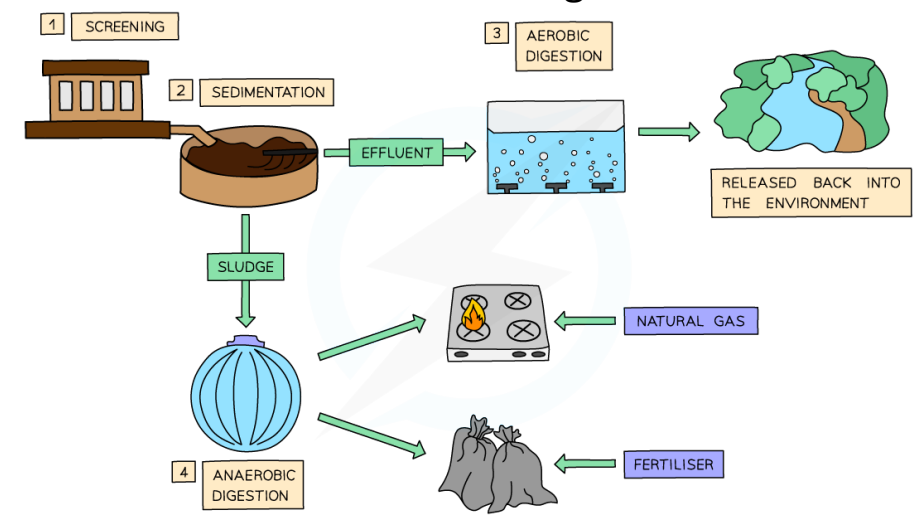 1 SCREENING
2 SEDIMENTATION
3 AEROBIC
DIGESTION
EFFLUENT
RELEASED BACK INTO
THE ENVIRONMENT
SLUDGE
NATURAL GAS
4 ANAEROBIC
DIGESTION
FERTILISER